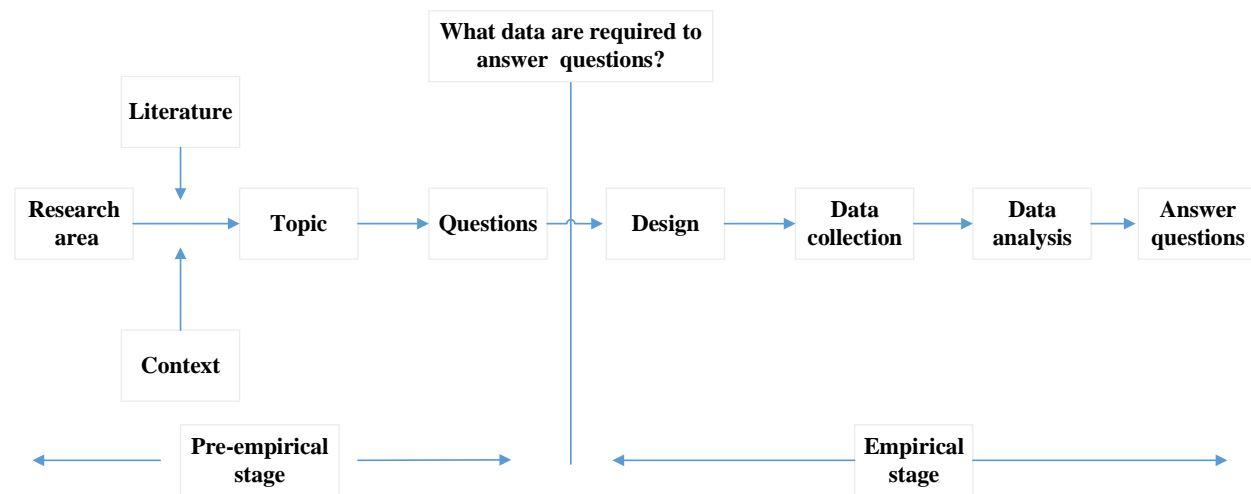 What data are required to
answer questions?
Literature
Research
area
Topic
Questions
Design
Data
collection
Data
analysis
Answer
questions
Context
Pre-empirical
stage
Empirical
stage